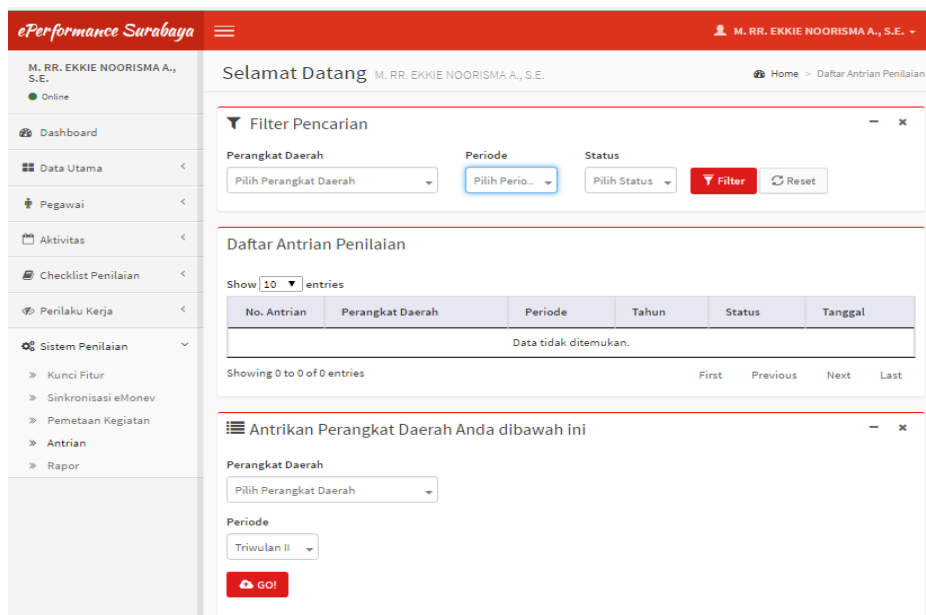 ePerformance Surabaya
M. RR. EKKIE NOORISMA A., S.E.
M. RR. EKKIE NOORISMA A.,
S.E.
Online
Dashboard
Data Utama
Pegawai
Aktivitas
Checklist Penilaian
Perilaku Kerja
Sistem Penilaian
Kunci Fitur
Sinkronisasi eMonev
Pemetaan Kegiatan
Antrian
Rapor
Selamat Datang M. RR. EKKIE NOORISMA A., S.E.
Home > Daftar Antrian Penilaian
Filter Pencarian
Perangkat Daerah Periode Status
Pilih Perangkat Daerah Pilih Perio... Pilih Status Filter Reset
Daftar Antrian Penilaian
Show 10 entries
No. Antrian Perangkat Daerah Periode Tahun Status Tanggal
Data tidak ditemukan.
Showing 0 to 0 of 0 entries First Previous Next Last
Antrikan Perangkat Daerah Anda dibawah ini
Perangkat Daerah
Pilih Perangkat Daerah
Periode
Triwulan II
GO!